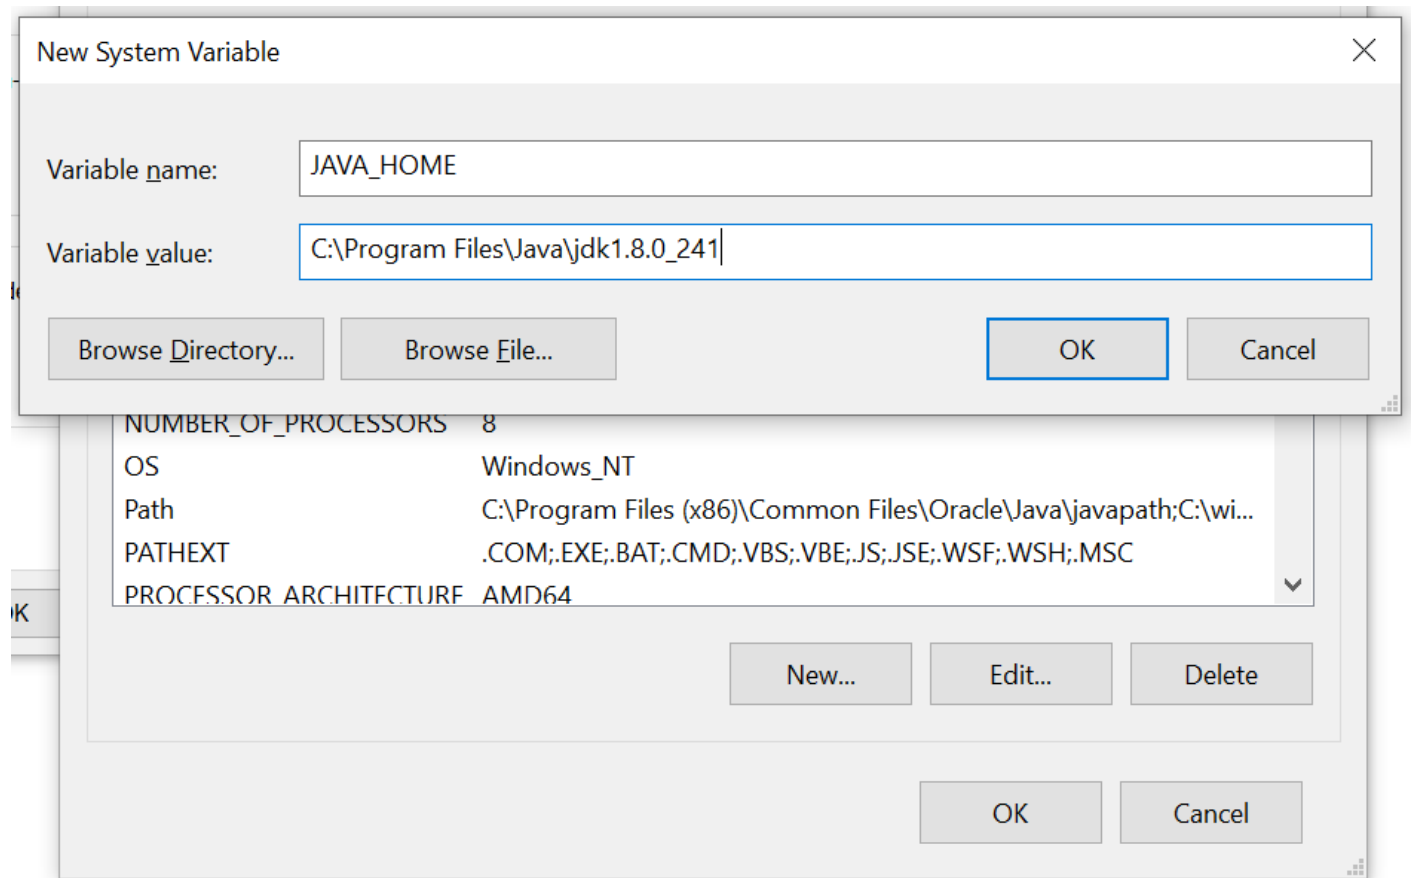 New System Variable
Variable name:
JAVA_HOME
Variable value:
C:\Program Files\Java\jdk1.8.0_241
Browse Directory...
Browse File...
OK
Cancel
NUMBER_OF_PROCESSORS 8
OS Windows_NT
Path C:\Program Files (x86)\Common Files\Oracle\Java\javapath;C:\wi...
PATHEXT .COM;.EXE;.BAT;.CMD;.VBS;.VBE;.JS;.JSE;.WSF;.WSH;.MSC
PROCESSOR_ARCHITECTURE AMD64
New...
Edit...
Delete
OK
Cancel